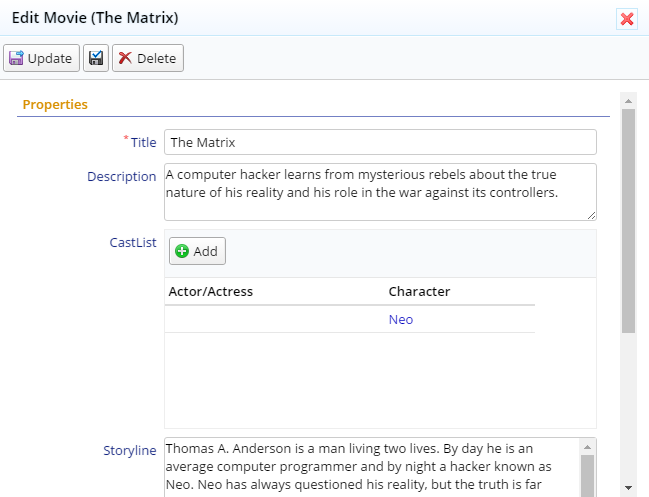 Edit Movie (The Matrix)
Update Delete
Properties
* Title The Matrix
Description A computer hacker learns from mysterious rebels about the true
nature of his reality and his role in the war against its controllers.
CastList Add
Actor/Actress Character
Neo
Storyline Thomas A. Anderson is a man living two lives. By day he is an
average computer programmer and by night a hacker known as
Neo. Neo has always questioned his reality, but the truth is far